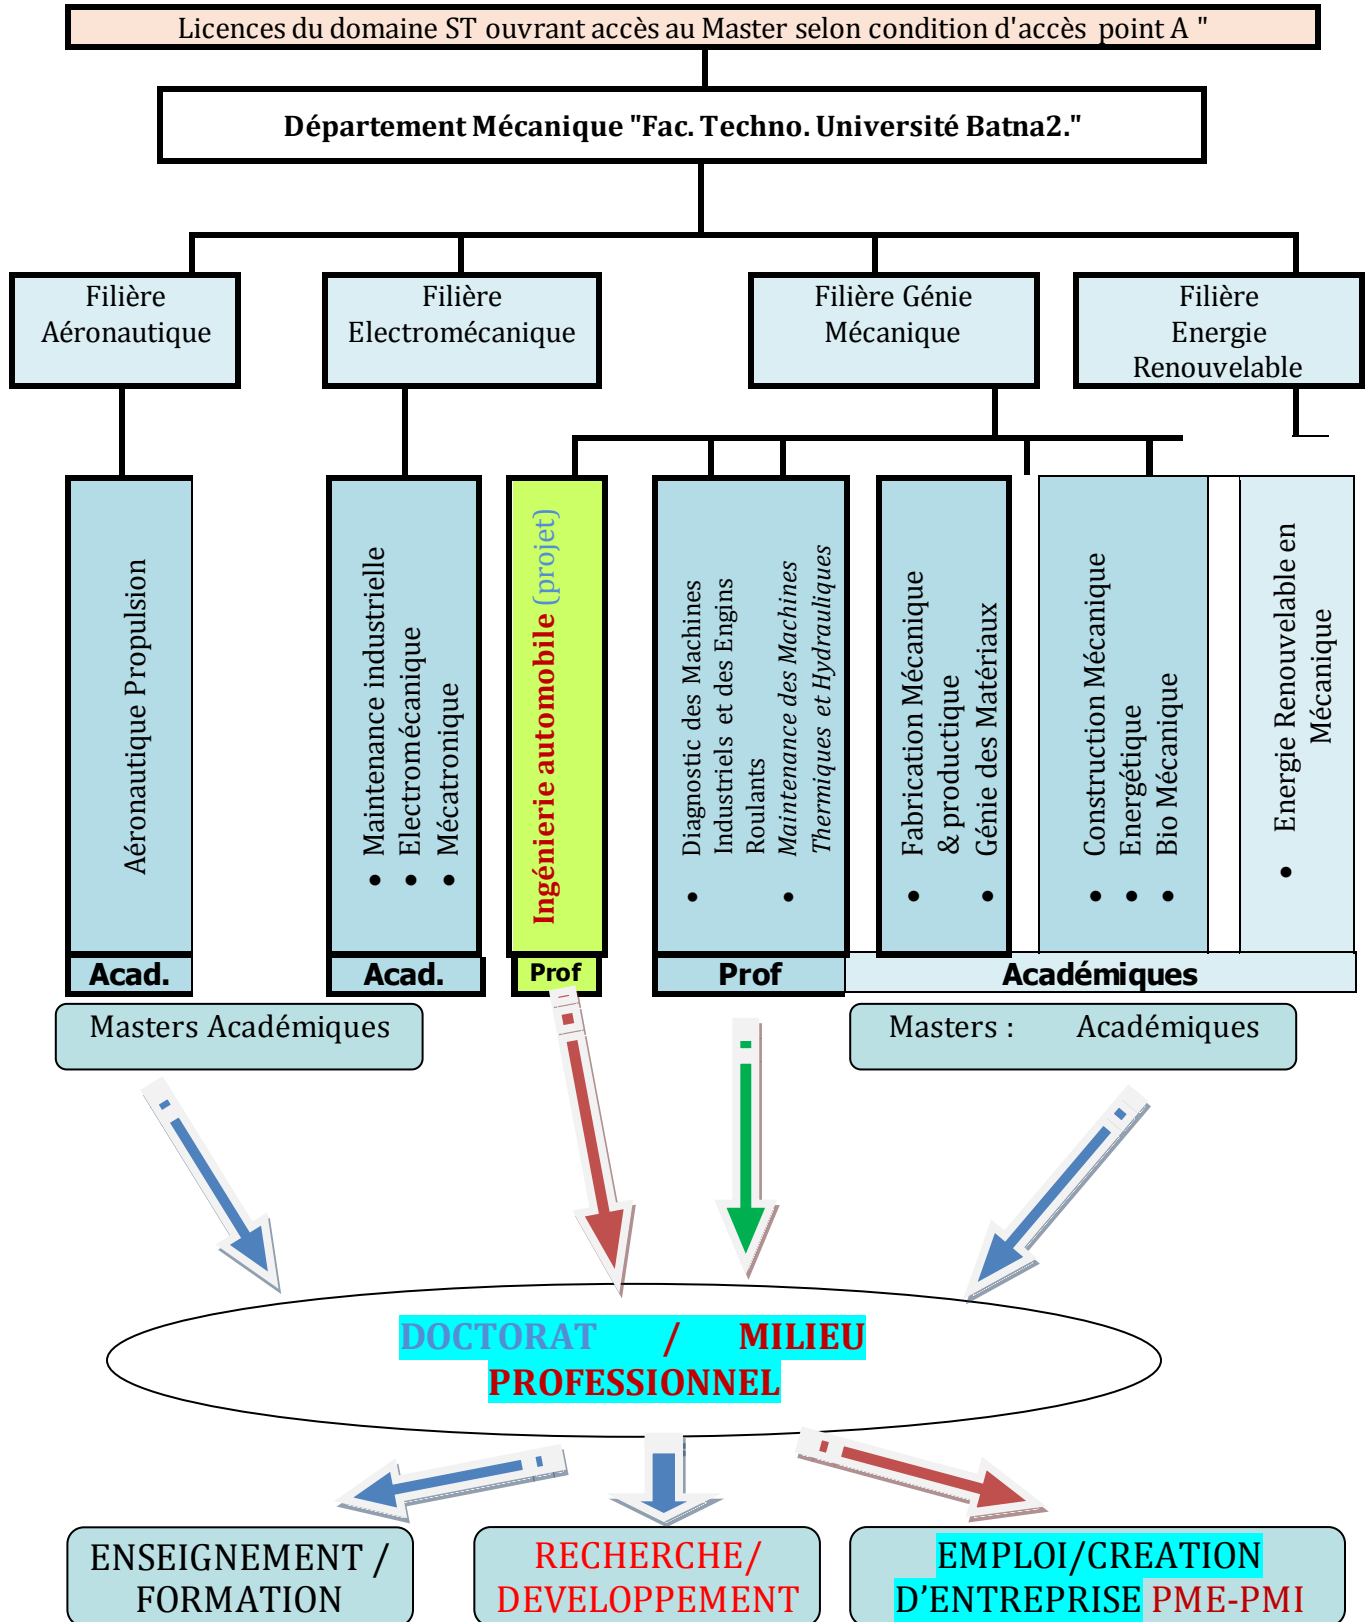 Licences du domaine ST ouvrant accès au Master selon condition d'accès point A "
Département Mécanique "Fac. Techno. Université Batna2."
Filière
Aéronautique
Filière
Electromécanique
Filière Génie
Mécanique
Filière
Energie
Renouvelable
Aéronautique Propulsion
• Maintenance industrielle
• Electromécanique
• Mécatronique
Ingénierie automobile (projet)
• Diagnostic des Machines
Industriels et des Engins
Roulants
• Maintenance des Machines
Thermiques et Hydrauliques
• Fabrication Mécanique
& productique
• Génie des Matériaux
• Construction Mécanique
• Energétique
• Bio Mécanique
• Energie Renouvelable en
Mécanique
Acad.
Acad.
Prof
Prof
Académiques
Masters Académiques
Masters : Académiques
DOCTORAT / MILIEU
PROFESSIONNEL
ENSEIGNEMENT /
FORMATION
RECHERCHE/
DEVELOPPEMENT
EMPLOI/CREATION
D'ENTREPRISE PME-PMI